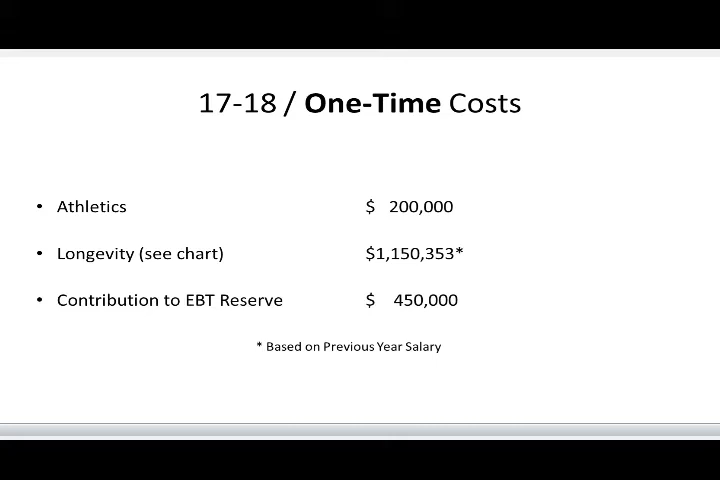 17-18 / One-Time Costs
• Athletics $ 200,000
• Longevity (see chart) $1,150,353*
• Contribution to EBT Reserve $ 450,000
* Based on Previous Year Salary